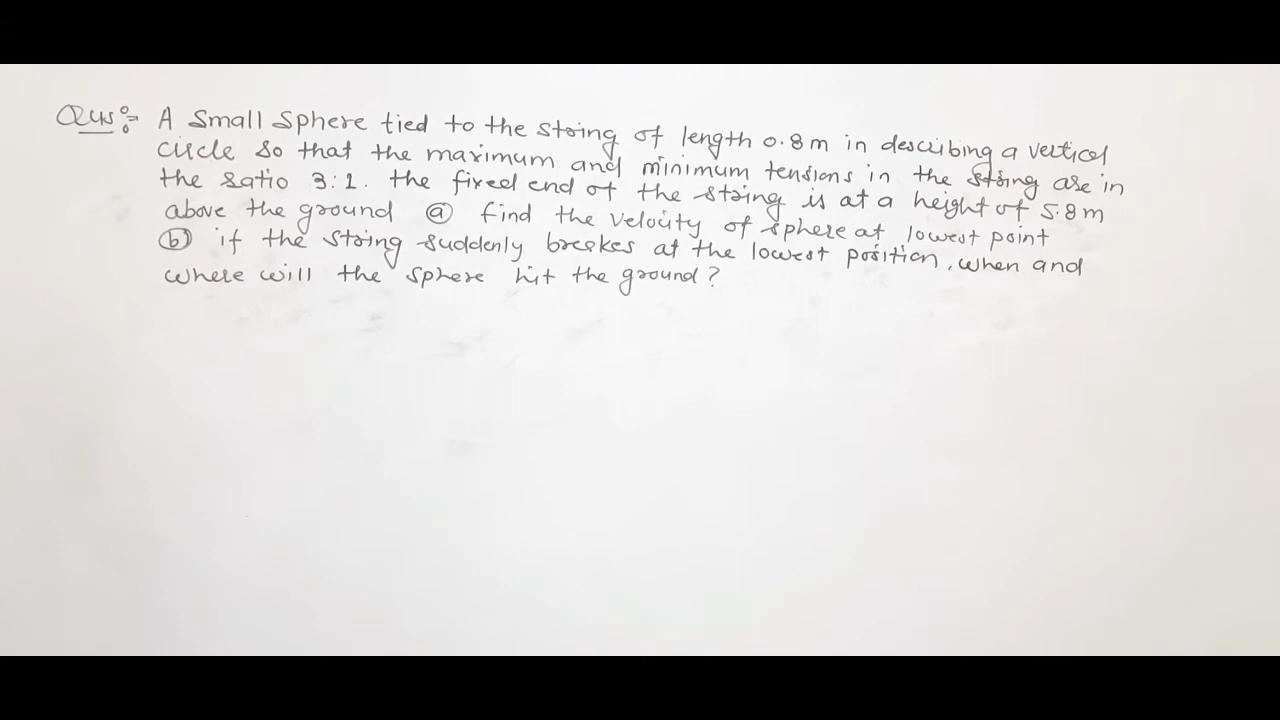 Qus:- A small sphere tied to the string of length 0.8m in describing a vertical
circle so that the maximum and minimum tensions in the string are in
the ratio 3:1. the fixed end of the string is at a height of 5.8m
above the ground (a) find the velocity of sphere at lowest point
(b) if the string suddenly breakes at the lowest position, when and
where will the sphere hit the ground?